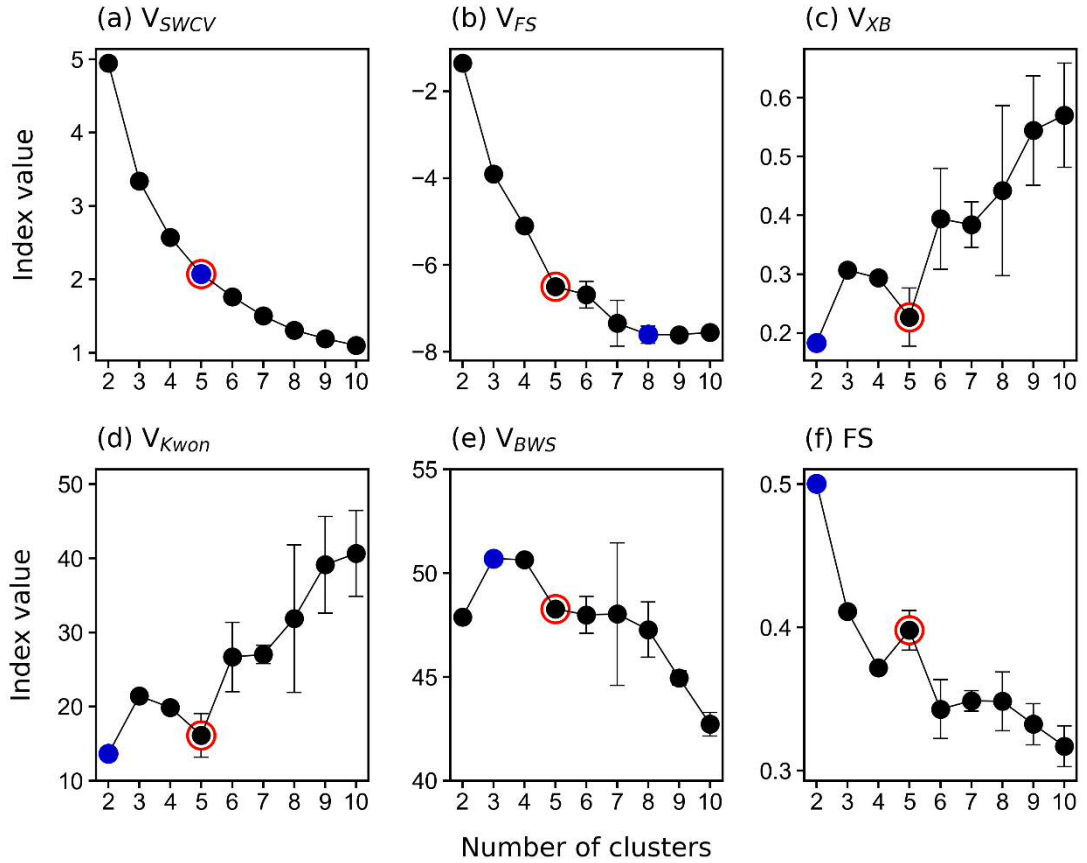 (a) V_SWCV
(b) V_FS
(c) V_XB
Index value
5
4
3
2
1
2 3 4 5 6 7 8 9 10
−2
−4
−6
−8
2 3 4 5 6 7 8 9 10
0.6
0.5
0.4
0.3
0.2
2 3 4 5 6 7 8 9 10
(d) V_Kwon
(e) V_BWS
(f) FS
Index value
50
40
30
20
10
2 3 4 5 6 7 8 9 10
55
50
45
40
2 3 4 5 6 7 8 9 10
0.5
0.4
0.3
2 3 4 5 6 7 8 9 10
Number of clusters